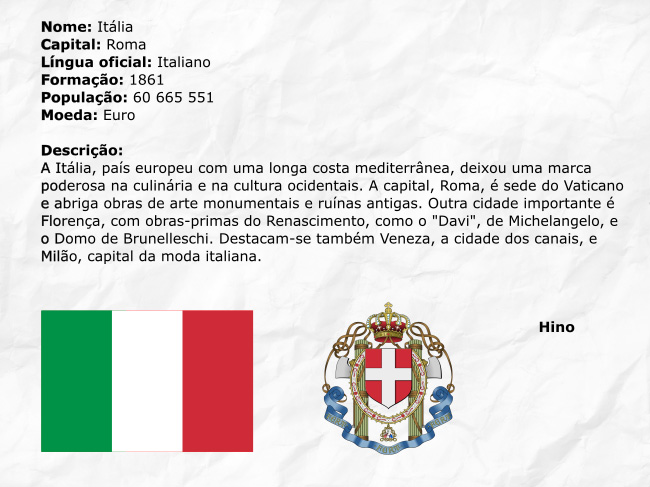 Nome: Itália
Capital: Roma
Língua oficial: Italiano
Formação: 1861
População: 60 665 551
Moeda: Euro
Descrição:
A Itália, país europeu com uma longa costa mediterrânea, deixou uma marca
poderosa na culinária e na cultura ocidentais. A capital, Roma, é sede do Vaticano
e abriga obras de arte monumentais e ruínas antigas. Outra cidade importante é
Florença, com obras-primas do Renascimento, como o "Davi", de Michelangelo, e
o Domo de Brunelleschi. Destacam-se também Veneza, a cidade dos canais, e
Milão, capital da moda italiana.
Hino